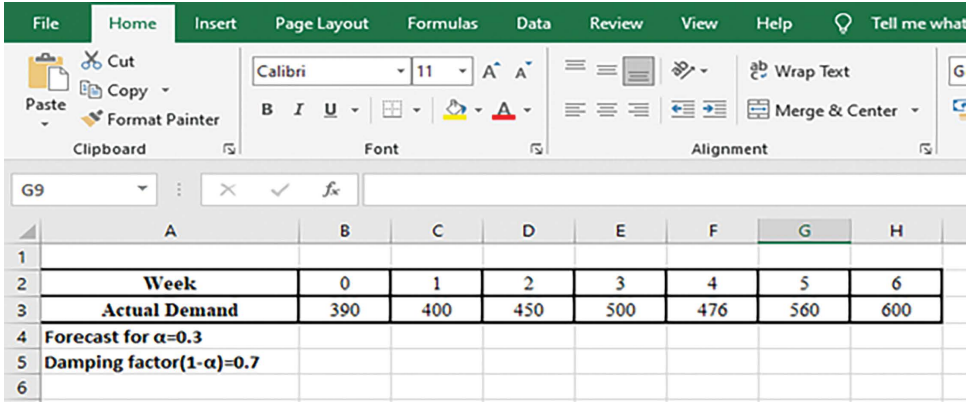 File Home Insert Page Layout Formulas Data Review View Help Tell me what
Cut
Copy
Paste
Format Painter
Clipboard
Calibri 11 A A
B I U A
Font
ab Wrap Text
Merge & Center
Alignment
G
G9 fx
A B C D E F G H
1
2 Week 0 1 2 3 4 5 6
3 Actual Demand 390 400 450 500 476 560 600
4 Forecast for α=0.3
5 Damping factor(1-α)=0.7
6